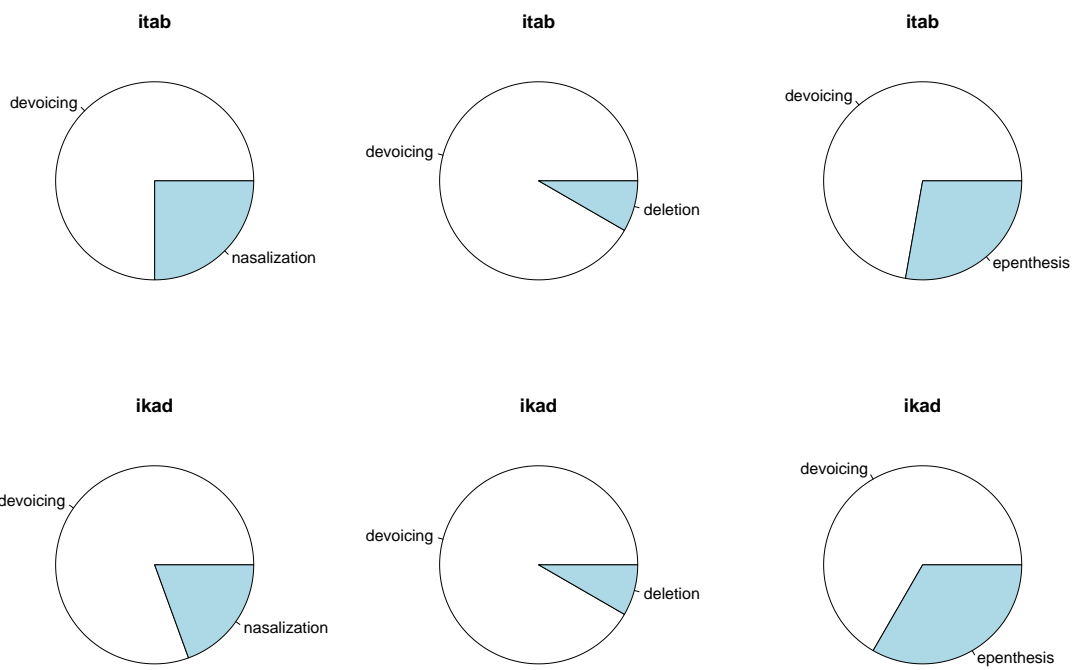 itab
devoicing
nasalization
itab
devoicing
deletion
itab
devoicing
epenthesis
ikad
devoicing
nasalization
ikad
devoicing
deletion
ikad
devoicing
epenthesis